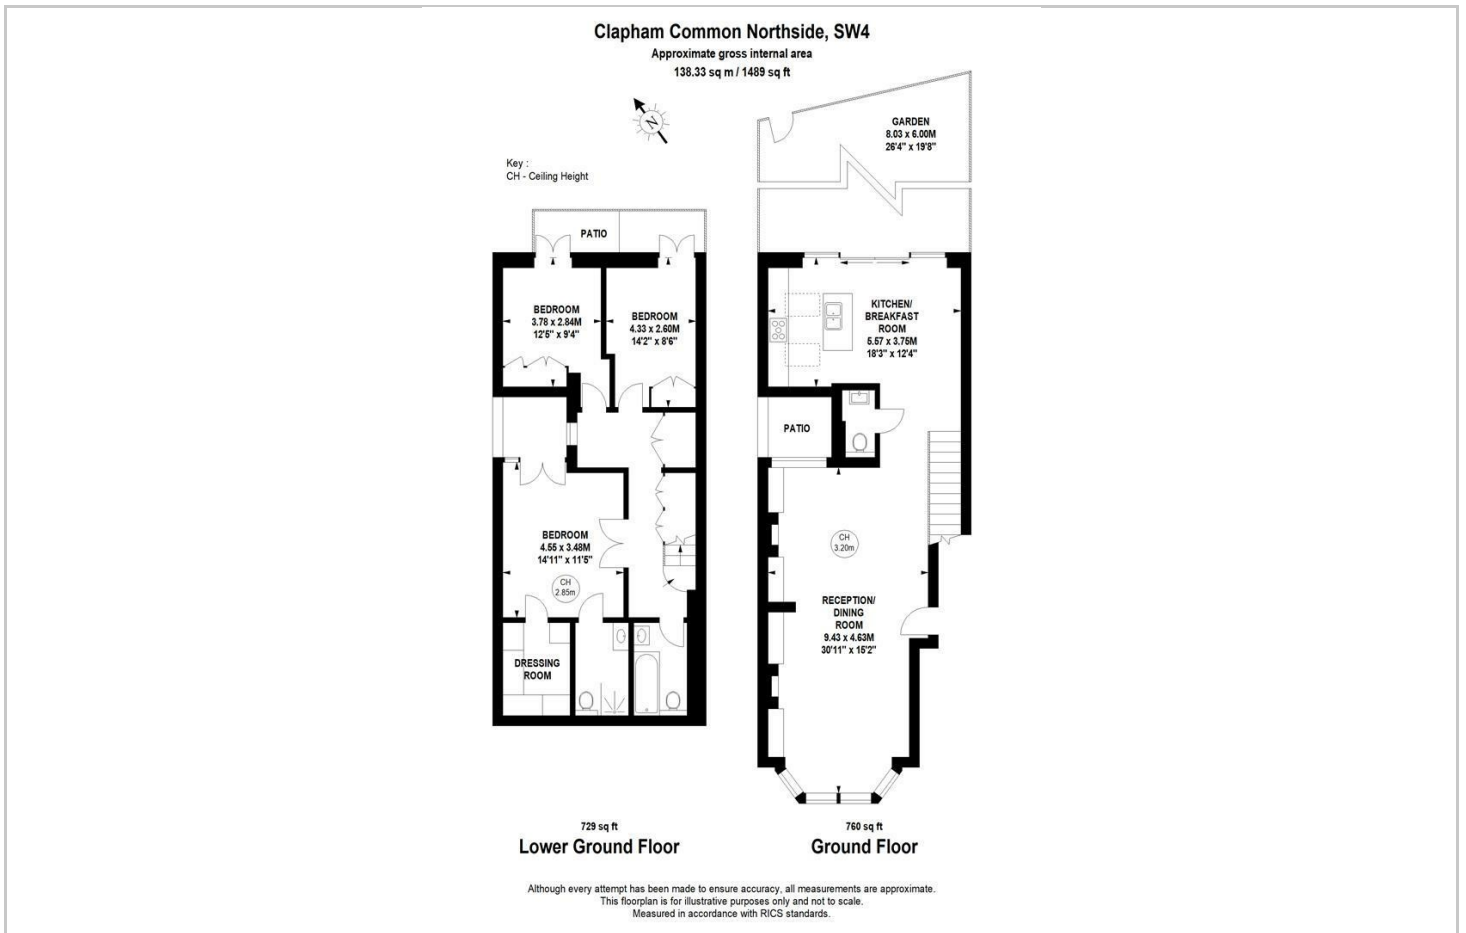 Clapham Common Northside, SW4
Approximate gross internal area
138.33 sq m / 1489 sq ft
N
Key :
CH - Ceiling Height
PATIO
BEDROOM
3.78 x 2.84M
12'5" x 9'4"
BEDROOM
4.33 x 2.60M
14'2" x 8'6"
BEDROOM
4.55 x 3.48M
14'11" x 11'5"
CH
2.85m
DRESSING
ROOM
729 sq ft
Lower Ground Floor
GARDEN
8.03 x 6.00M
26'4" x 19'8"
KITCHEN/
BREAKFAST
ROOM
5.57 x 3.75M
18'3" x 12'4"
PATIO
CH
3.20m
RECEPTION/
DINING
ROOM
9.43 x 4.63M
30'11" x 15'2"
760 sq ft
Ground Floor
Although every attempt has been made to ensure accuracy, all measurements are approximate.
This floorplan is for illustrative purposes only and not to scale.
Measured in accordance with RICS standards.